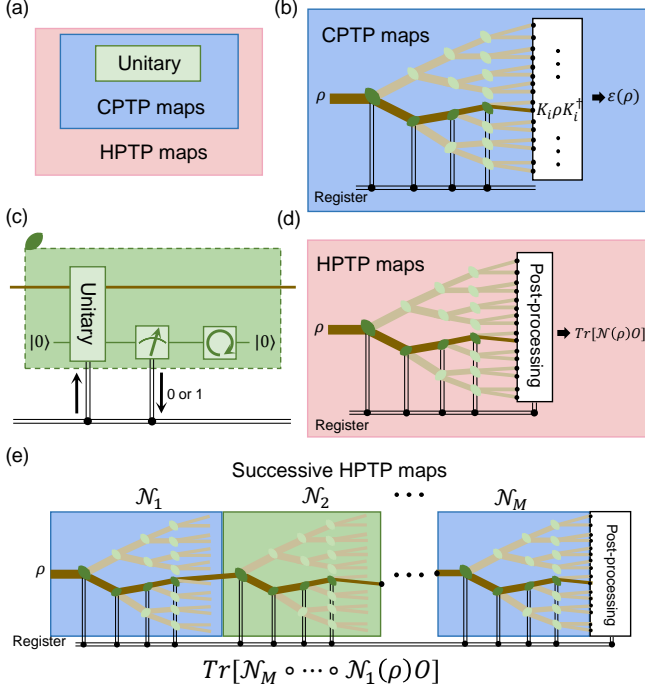 (a)
Unitary
CPTP maps
HPTP maps
(b)
CPTP maps
ρ
K_iρK_i^†
ε(ρ)
Register
(c)
Unitary
|0⟩
|0⟩
0 or 1
(d)
HPTP maps
ρ
Post-processing
Tr[𝒩(ρ)O]
Register
(e)
Successive HPTP maps
𝒩_1
𝒩_2
𝒩_M
ρ
Post-processing
Register
Tr[𝒩_M ∘ ⋯ ∘ 𝒩_1(ρ)O]